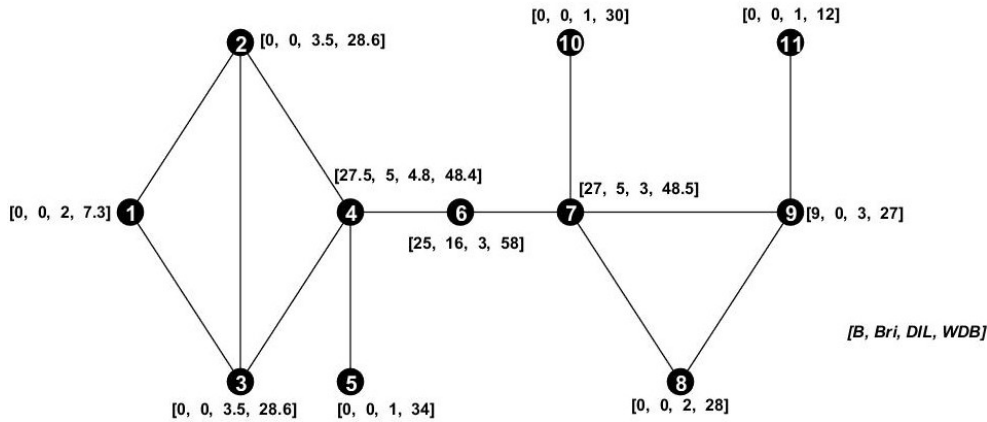 [0, 0, 1, 30]
[0, 0, 1, 12]
2 [0, 0, 3.5, 28.6]
10
11
[27.5, 5, 4.8, 48.4]
[27, 5, 3, 48.5]
[0, 0, 2, 7.3] 1 4 6 7 9 [9, 0, 3, 27]
[25, 16, 3, 58]
[B, Bri, DIL, WDB]
3
5
8
[0, 0, 3.5, 28.6]
[0, 0, 1, 34]
[0, 0, 2, 28]